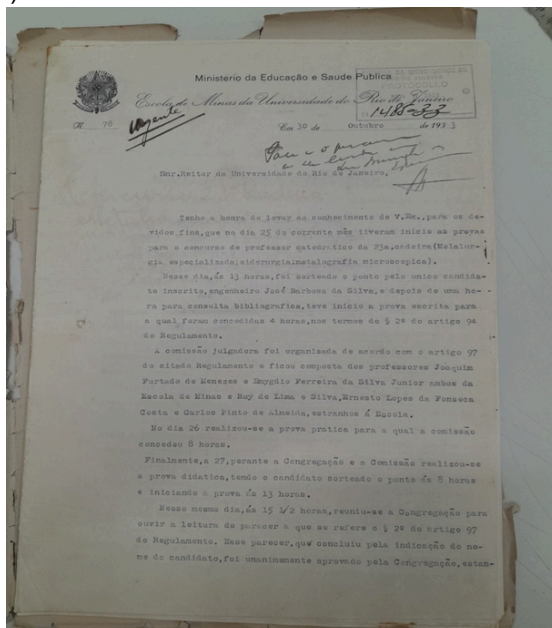 Ministerio da Educação e Saude Publica
PROTOCOLLO
Escola de Minas da Universidade do Rio de Janeiro
1485-33
N. 70
Urgente
Em 30 de Outubro de 1933
Snr.Reitor da Universidade do Rio de Janeiro,
Tenho a honra de levar ao conhecimento de V.Ex.,para os de-
vidos fins,que no dia 25 do corrente mês tiveram inicio as provas
para o concurso de professor catedratico da 23a.cadeira(Metalur-
gia especializada,siderurgia,metalografia microscopica).
Nesse dia,ás 13 horas,foi sorteado o ponto pelo unico candida-
to inscrito,engenheiro José Barbosa da Silva,e depois de uma ho-
ra para consulta bibliografica,teve inicio a prova escrita para
a qual foram concedidas 4 horas,nos termos do § 2º do artigo 94
do Regulamento.
A comissão julgadora foi organisada de acordo com o artigo 97
do citado Regulamento e ficou composta dos professores Joaquim
Furtado de Menezes e Emygdio Ferreira da Silva Junior ambos da
Escola de Minas e Ruy de Lima e Silva,Ernesto Lopes da Fonseca
Costa e Carlos Pinto de Almeida,estranhos á Escola.
No dia 26 realizou-se a prova pratica para a qual a comissão
concedeu 8 horas.
Finalmente,a 27,perante a Congregação e a Comissão realizou-se
a prova didatica,tendo o candidato sorteado o ponto ás 8 horas
e iniciando a prova ás 13 horas.
Nesse mesmo dia,ás 15 1/2 horas,reuniu-se a Congregação para
ouvir a leitura do parecer a que se refere o § 2º do artigo 97
do Regulamento. Esse parecer,que concluiu pela indicação do no-
me do candidato,foi unanimemente aprovado pela Congregação,estan-